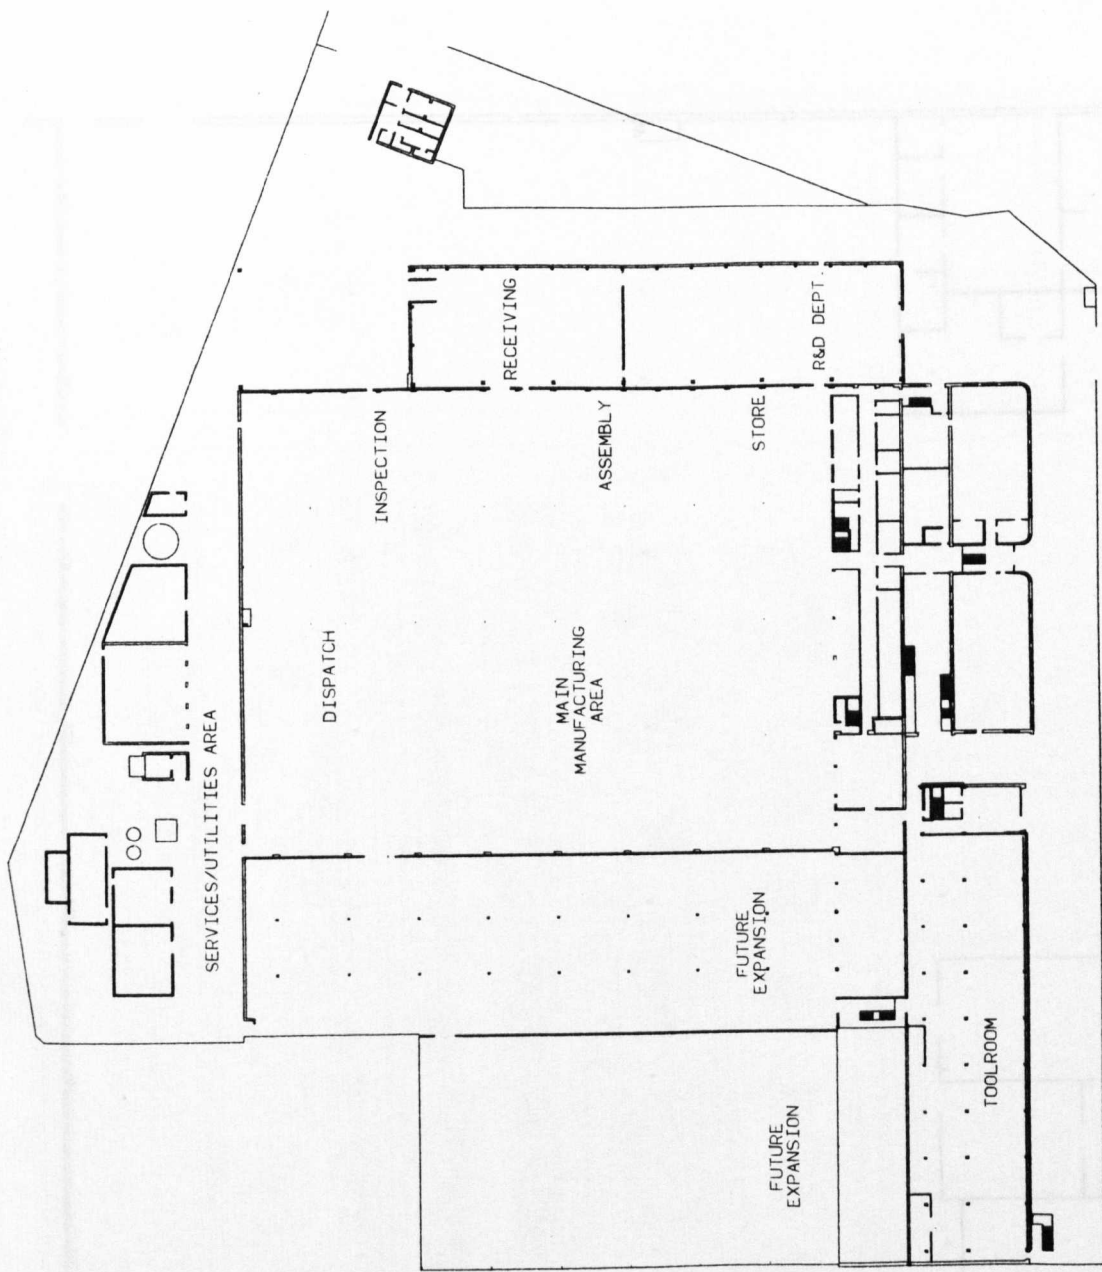 SERVICES/UTILITIES AREA
DISPATCH
INSPECTION
RECEIVING
MAIN
MANUFACTURING
AREA
ASSEMBLY
STORE
R&D DEPT.
FUTURE
EXPANSION
FUTURE
EXPANSION
TOOLROOM